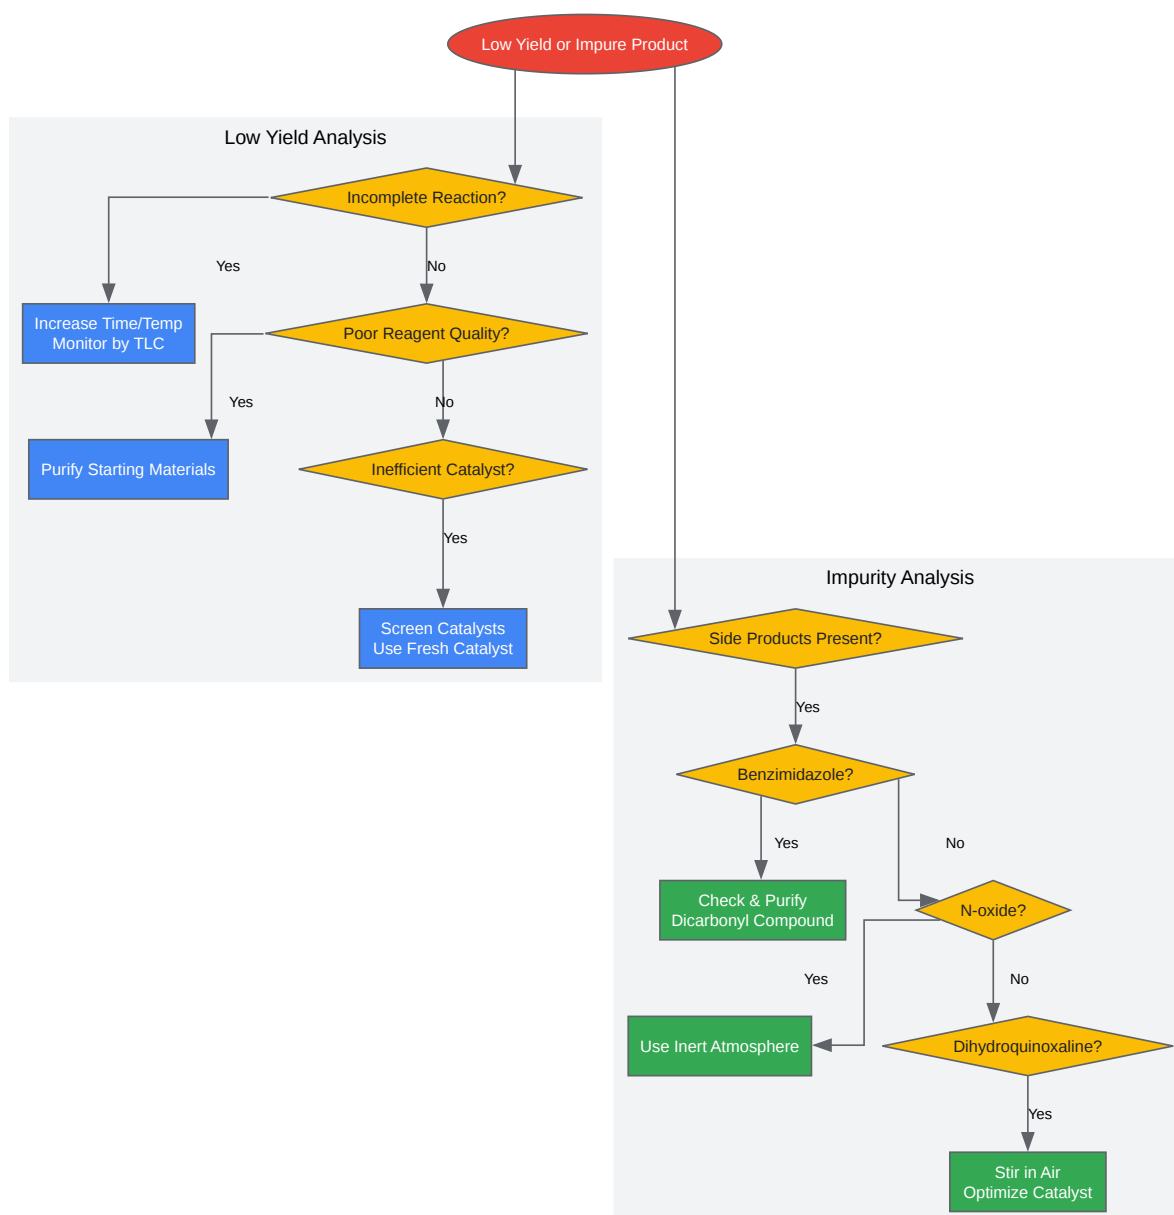 Low Yield or Impure Product
Low Yield Analysis
Incomplete Reaction?
Yes
No
Increase Time/Temp
Monitor by TLC
Poor Reagent Quality?
Yes
No
Purify Starting Materials
Inefficient Catalyst?
Yes
Screen Catalysts
Use Fresh Catalyst
Impurity Analysis
Side Products Present?
Yes
Benzimidazole?
Yes
No
Check & Purify
Dicarbonyl Compound
N-oxide?
Yes
No
Use Inert Atmosphere
Dihydroquinoxaline?
Yes
Stir in Air
Optimize Catalyst